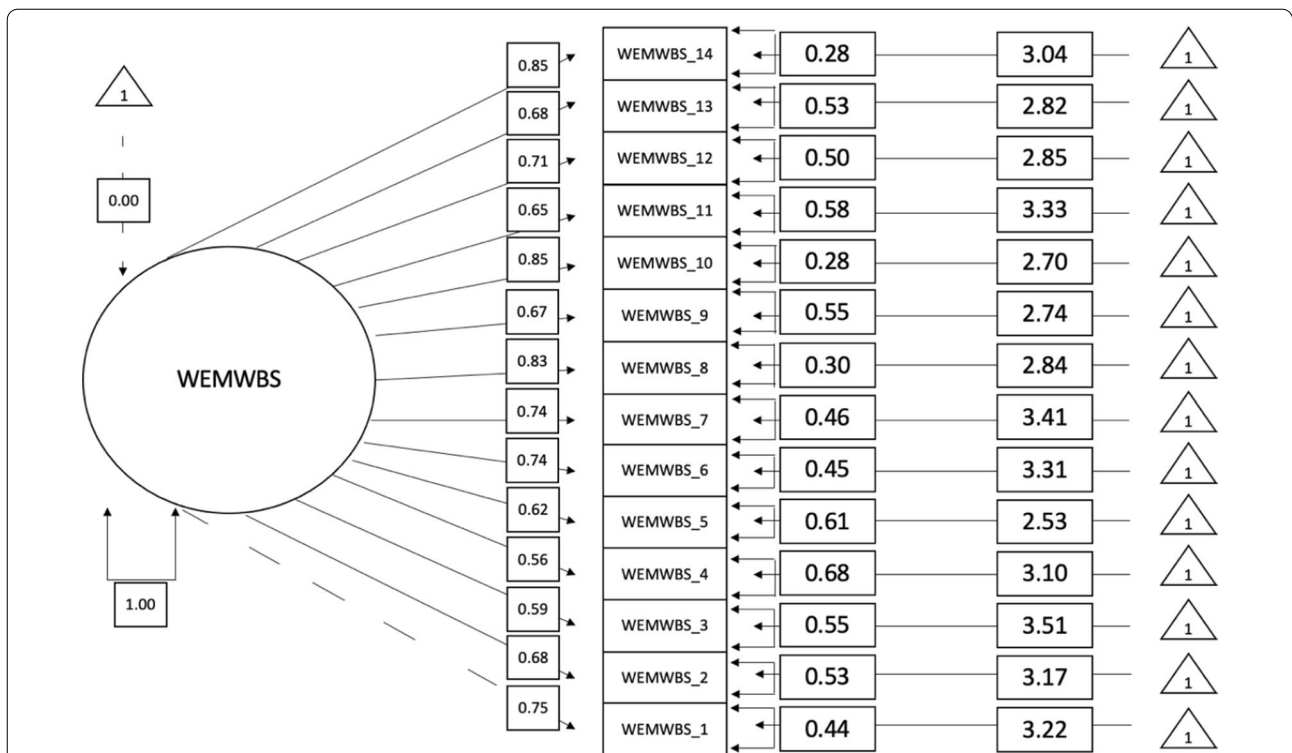 0.85 WEMWBS_14 0.28 3.04 1
1
0.68 WEMWBS_13 0.53 2.82 1
0.71 WEMWBS_12 0.50 2.85 1
0.00
0.65 WEMWBS_11 0.58 3.33 1
0.85 WEMWBS_10 0.28 2.70 1
0.67 WEMWBS_9 0.55 2.74 1
0.83 WEMWBS_8 0.30 2.84 1
WEMWBS
0.74 WEMWBS_7 0.46 3.41 1
0.74 WEMWBS_6 0.45 3.31 1
0.62 WEMWBS_5 0.61 2.53 1
0.56 WEMWBS_4 0.68 3.10 1
1.00
0.59 WEMWBS_3 0.55 3.51 1
0.68 WEMWBS_2 0.53 3.17 1
0.75 WEMWBS_1 0.44 3.22 1